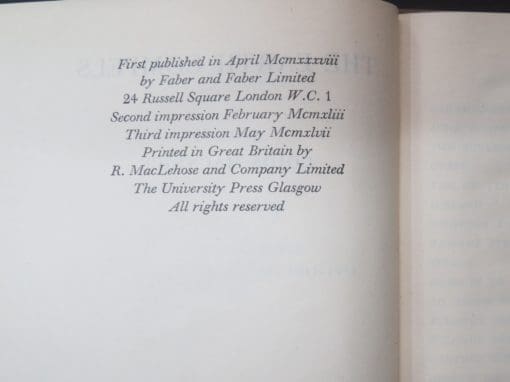 First published in April Mcmxxxviii
by Faber and Faber Limited
24 Russell Square London W.C. 1
Second impression February Mcmxliii
Third impression May Mcmxlvii
Printed in Great Britain by
R. MacLehose and Company Limited
The University Press Glasgow
All rights reserved